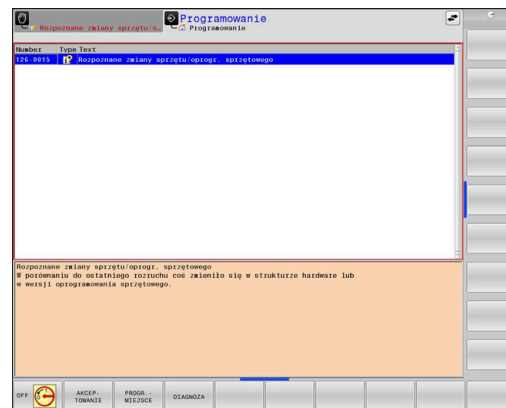 Programowanie
Rozpoznane zmiany sprzętu/o…
Programowanie
Number Type Text
126-0015 Rozpoznane zmiany sprzętu/oprogr. sprzętowego
Rozpoznane zmiany sprzętu/oprogr. sprzętowego
W porównaniu do ostatniego rozruchu coś zmieniło się w strukturze hardware lub
w wersji oprogramowania sprzętowego.
OFF
AKCEP-
TOWANIE
PROGR.-
MIEJSCE
DIAGNOZA